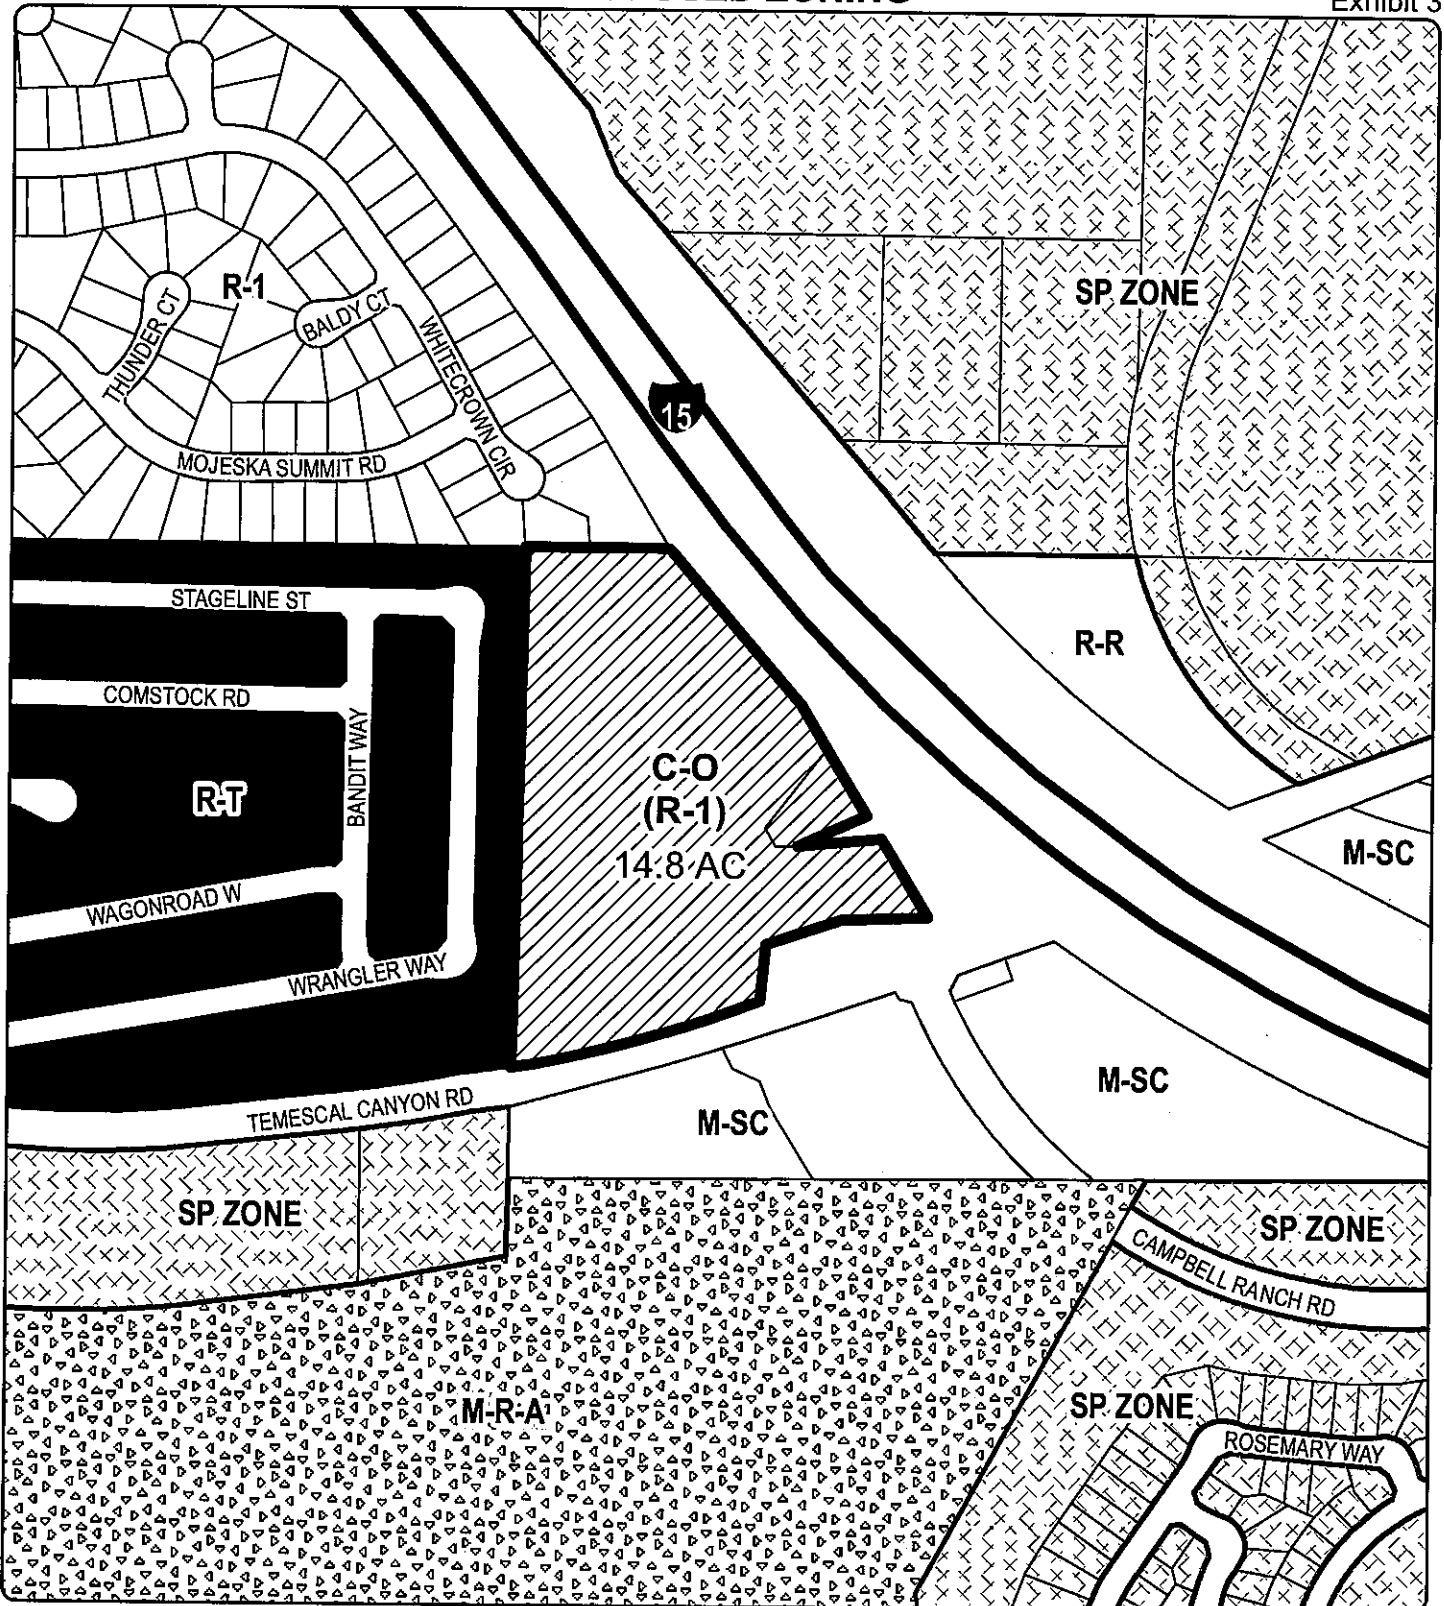 ZONING
Exhibit 3
R-1
SP ZONE
THUNDER CT
BALDY CT
WHITECROWN CIR
15
MOJESKA SUMMIT RD
STAGELINE ST
R-R
COMSTOCK RD
BANDIT WAY
R-T
C-O
(R-1)
14.8 AC
M-SC
WAGONROAD W
WRANGLER WAY
M-SC
TEMESCAL CANYON RD
M-SC
SP ZONE
SP ZONE
CAMPBELL RANCH RD
M-R-A
SP ZONE
ROSEMARY WAY